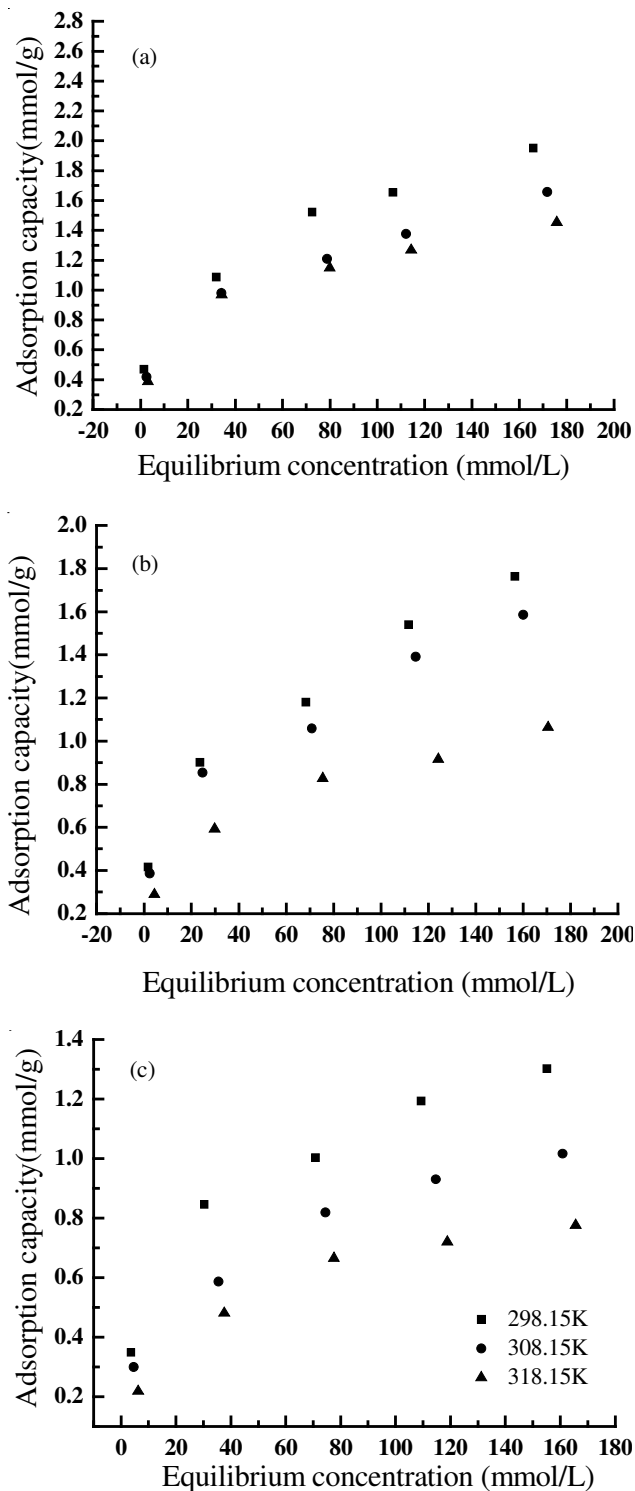 2.8
2.6
2.4
2.2
2.0
1.8
1.6
1.4
1.2
1.0
0.8
0.6
0.4
0.2
(a)
Adsorption capacity(mmol/g)
-20 0 20 40 60 80 100 120 140 160 180 200
Equilibrium concentration (mmol/L)
2.0
1.8
1.6
1.4
1.2
1.0
0.8
0.6
0.4
0.2
(b)
Adsorption capacity(mmol/g)
-20 0 20 40 60 80 100 120 140 160 180 200
Equilibrium concentration (mmol/L)
1.4
1.2
1.0
0.8
0.6
0.4
0.2
(c)
Adsorption capacity(mmol/g)
298.15K
308.15K
318.15K
0 20 40 60 80 100 120 140 160 180
Equilibrium concentration (mmol/L)